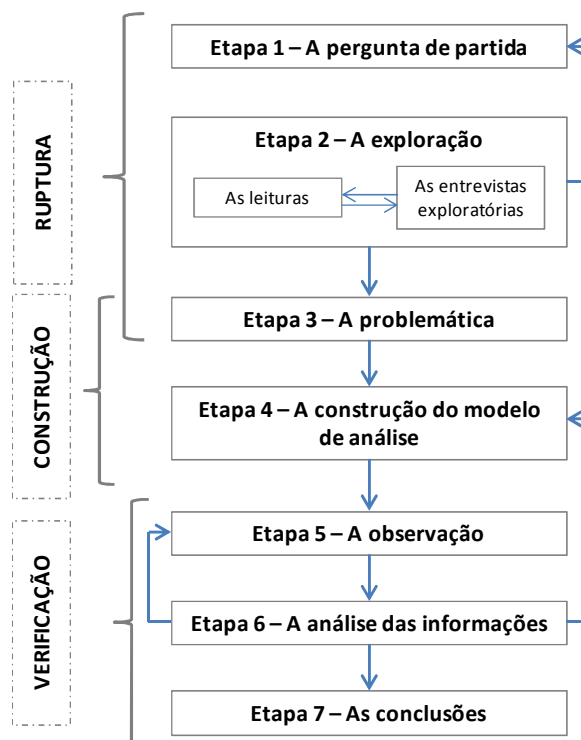 RUPTURA
CONSTRUÇÃO
VERIFICAÇÃO
Etapa 1 – A pergunta de partida
Etapa 2 – A exploração
As leituras
As entrevistas
exploratórias
Etapa 3 – A problemática
Etapa 4 – A construção do modelo
de análise
Etapa 5 – A observação
Etapa 6 – A análise das informações
Etapa 7 – As conclusões